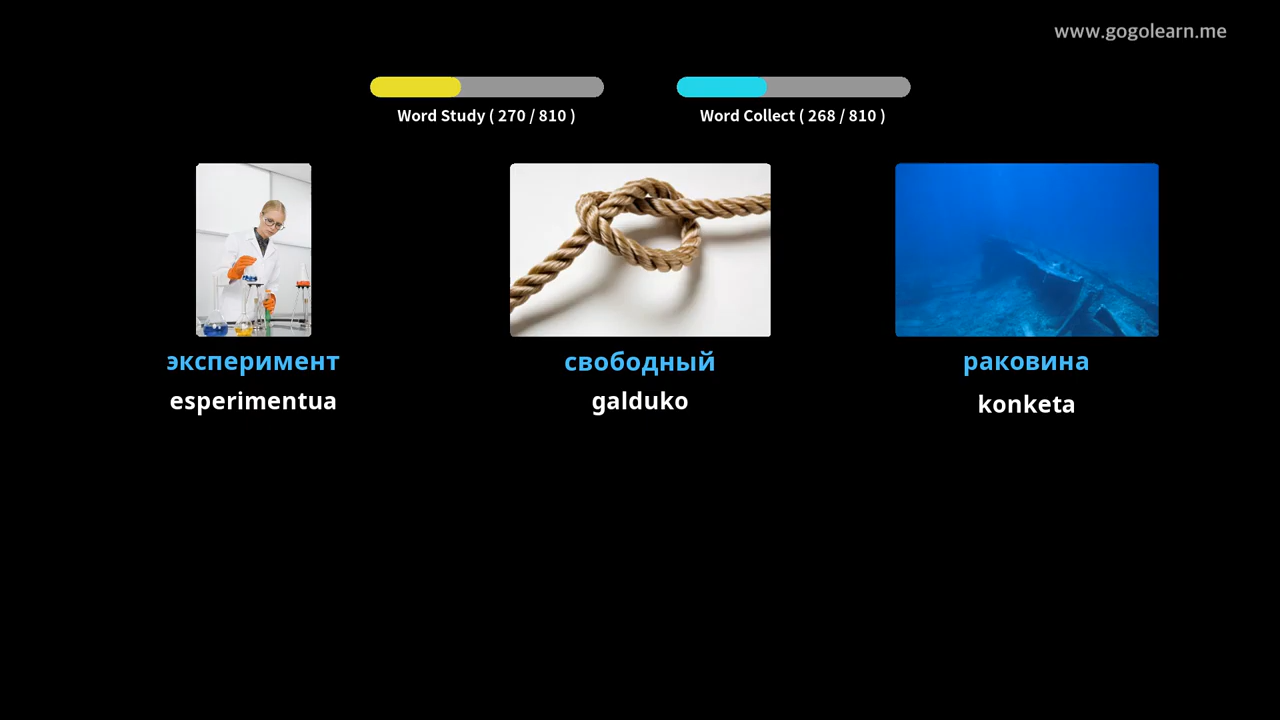 www.gogolearn.me
Word Study ( 270 / 810 )
Word Collect ( 268 / 810 )
эксперимент
esperimentua
свободный
galduko
раковина
konketa